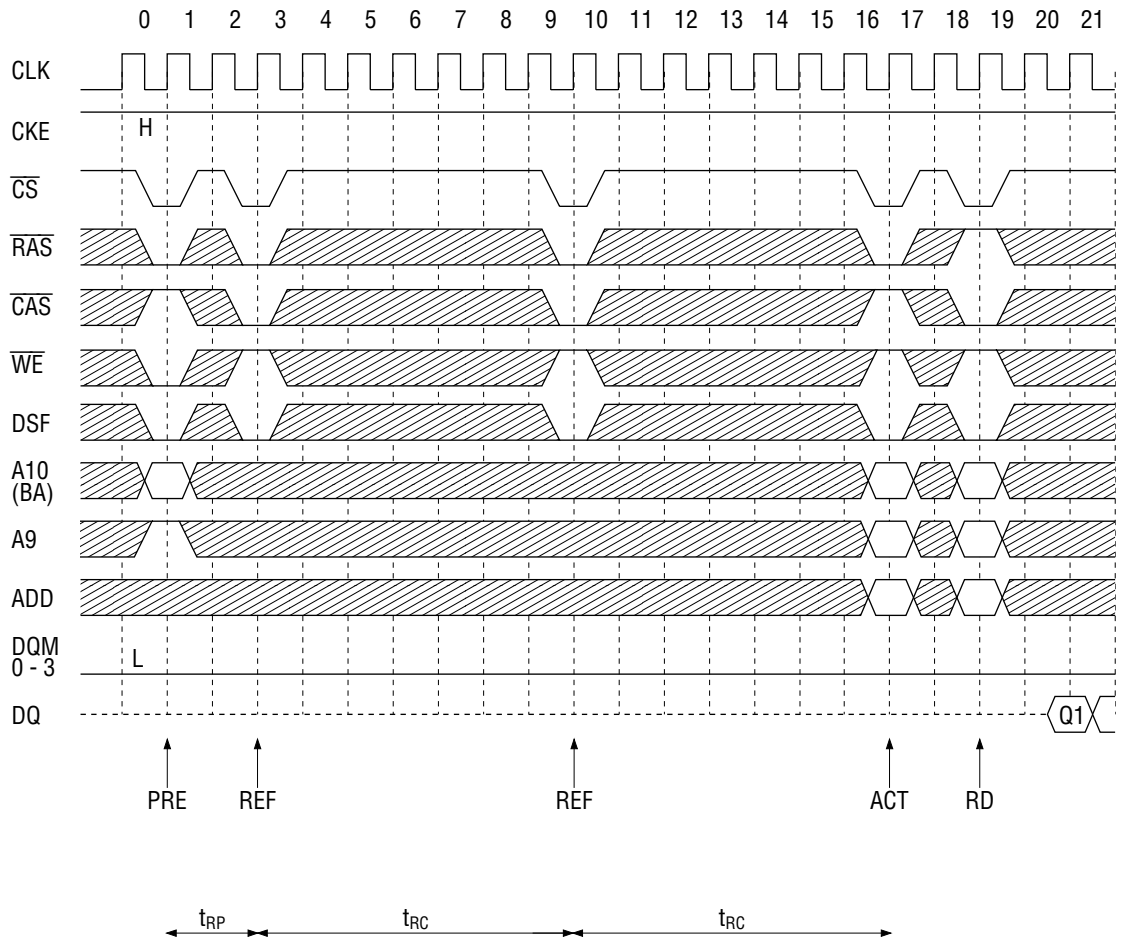 0 1 2 3 4 5 6 7 8 9 10 11 12 13 14 15 16 17 18 19 20 21
CLK
CKE H
CS
RAS
CAS
WE
DSF
A10
(BA)
A9
ADD
DQM
0 - 3 L
DQ Q1
PRE REF REF ACT RD
tRP tRC tRC